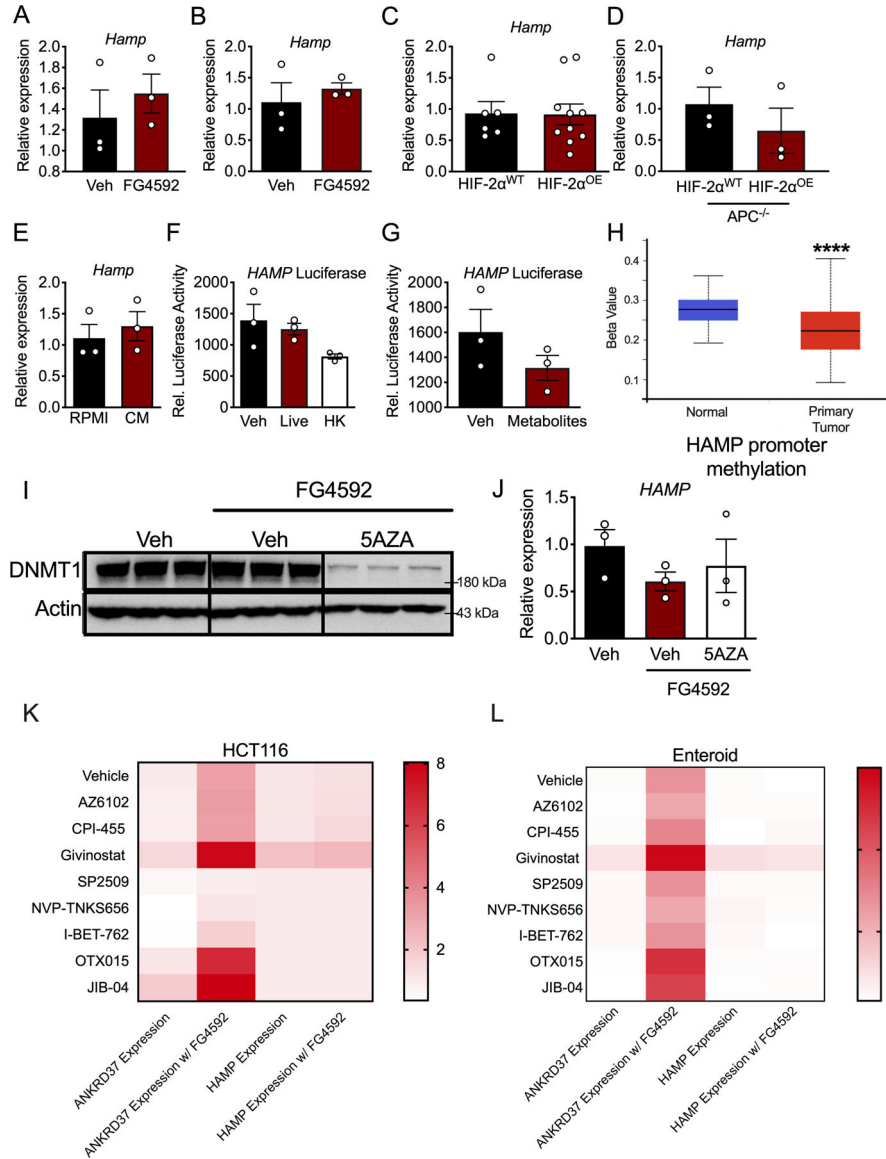 A
Hamp
Relative expression
1.8
1.6
1.4
1.2
1.0
0.8
Veh FG4592
B
Hamp
Relative expression
2.0
1.5
1.0
0.5
0.0
Veh FG4592
C
Hamp
Relative expression
2.0
1.5
1.0
0.5
0.0
HIF-2αWT HIF-2αOE
D
Hamp
Relative expression
2.0
1.5
1.0
0.5
0.0
HIF-2αWT HIF-2αOE
APC-/-
E
Hamp
Relative expression
2.0
1.5
1.0
0.5
0.0
RPMI CM
F
HAMP Luciferase
Rel. Luciferase Activity
2000
1500
1000
500
0
Veh Live HK
G
HAMP Luciferase
Rel. Luciferase Activity
2000
1800
1600
1400
1200
1000
Veh Metabolites
H
****
Beta Value
0.4
0.3
0.2
0.1
Normal Primary
Tumor
HAMP promoter
methylation
I
FG4592
Veh Veh 5AZA
DNMT1
180 kDa
Actin
43 kDa
J
HAMP
Relative expression
1.5
1.0
0.5
0.0
Veh Veh 5AZA
FG4592
K
HCT116
Vehicle
AZ6102
CPI-455
Givinostat
SP2509
NVP-TNKS656
I-BET-762
OTX015
JIB-04
8
6
4
2
ANKRD37 Expression
ANKRD37 Expression w/ FG4592
HAMP Expression
HAMP Expression w/ FG4592
L
Enteroid
Vehicle
AZ6102
CPI-455
Givinostat
SP2509
NVP-TNKS656
I-BET-762
OTX015
JIB-04
ANKRD37 Expression
ANKRD37 Expression w/ FG4592
HAMP Expression
HAMP Expression w/ FG4592